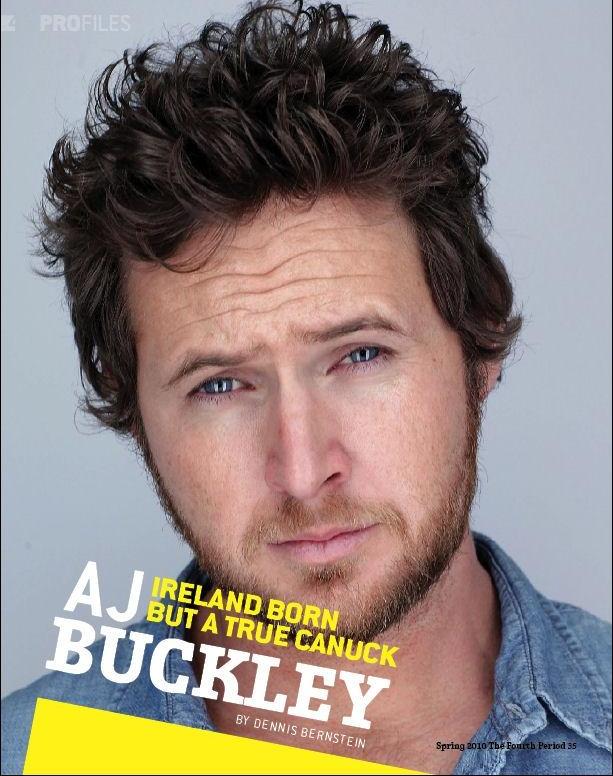 4 PROFILES
AJ
IRELAND BORN
BUT A TRUE CANUCK
BUCKLEY
BY DENNIS BERNSTEIN
Spring 2010 The Fourth Period 35